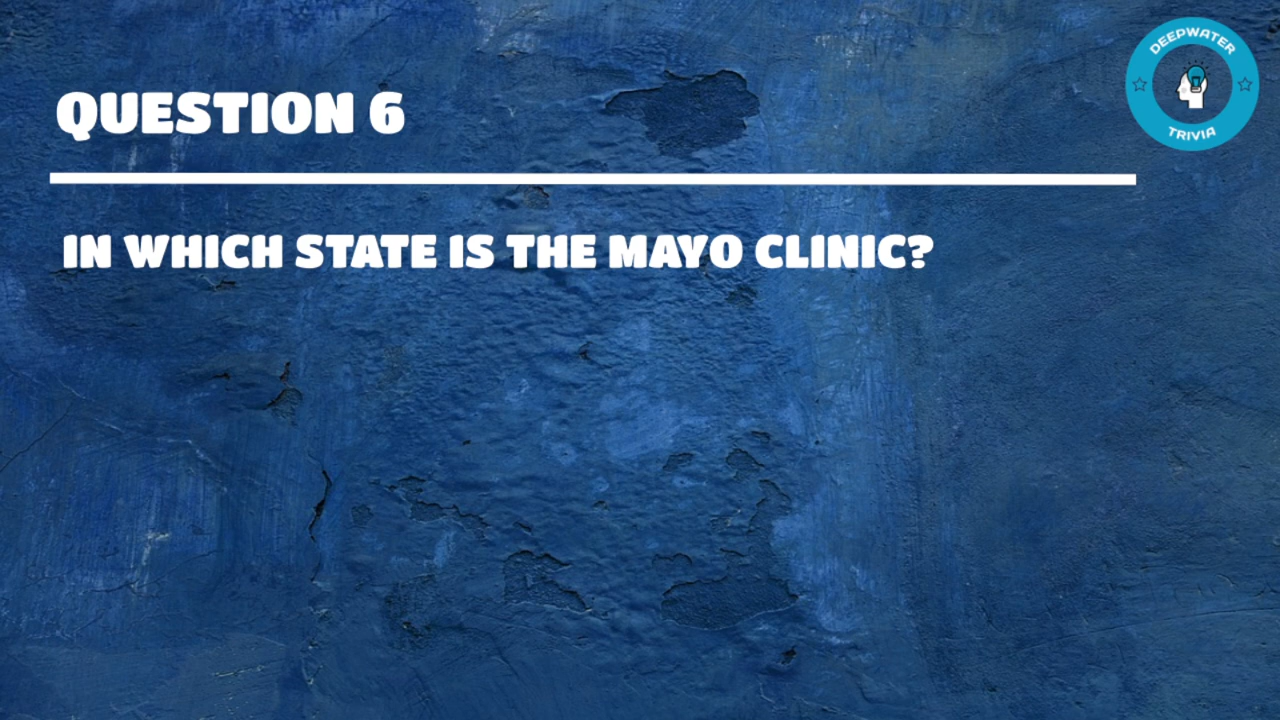 DEEPWATER
TRIVIA
QUESTION 6
IN WHICH STATE IS THE MAYO CLINIC?